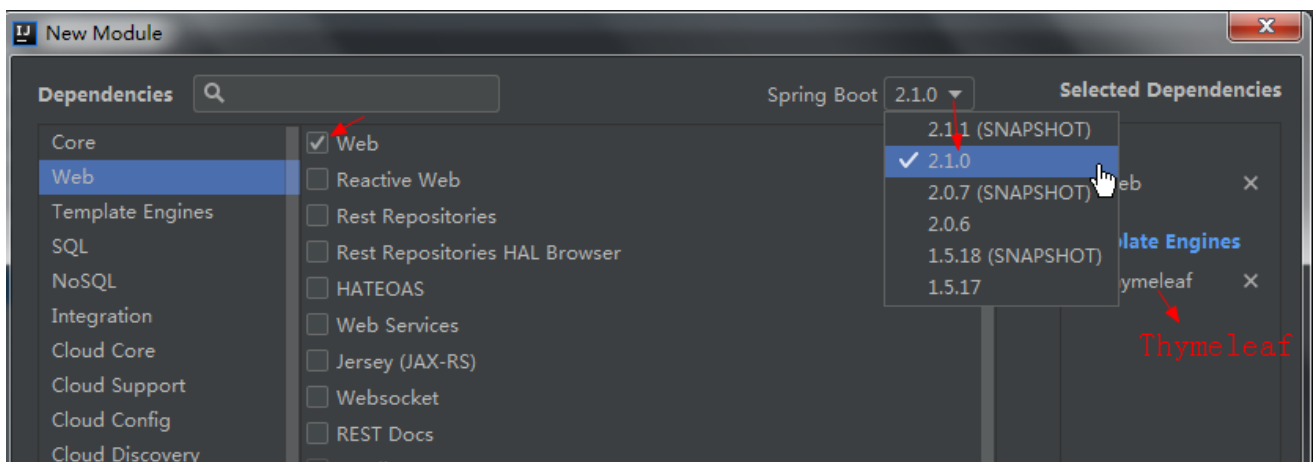 New Module
Dependencies
Spring Boot 2.1.0
Selected Dependencies
Core
Web
Template Engines
SQL
NoSQL
Integration
Cloud Core
Cloud Support
Cloud Config
Cloud Discovery
Web
Reactive Web
Rest Repositories
Rest Repositories HAL Browser
HATEOAS
Web Services
Jersey (JAX-RS)
Websocket
REST Docs
2.1.1 (SNAPSHOT)
2.1.0
2.0.7 (SNAPSHOT)
2.0.6
1.5.18 (SNAPSHOT)
1.5.17
eb
late Engines
ymeleaf
Thymeleaf